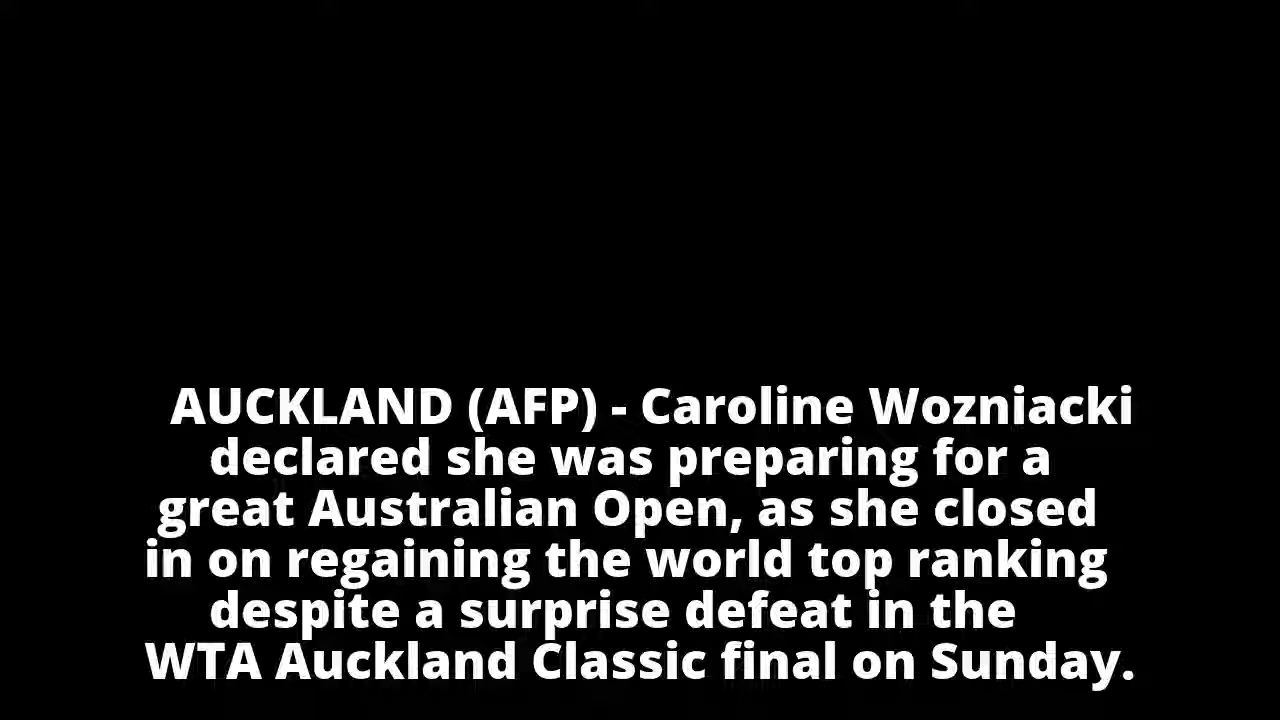 AUCKLAND (AFP) - Caroline Wozniacki
declared she was preparing for a
great Australian Open, as she closed
in on regaining the world top ranking
despite a surprise defeat in the
WTA Auckland Classic final on Sunday.